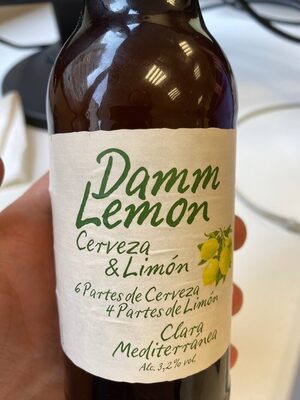 Damm
Lemon
Cerveza
& Limón
6 Partes de Cerveza
4 Partes de Limón
Clara
Mediterránea
Alc. 3,2% vol.